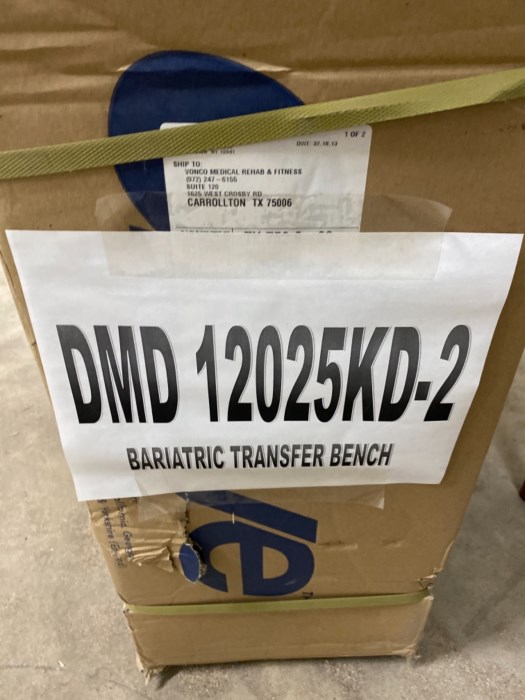 1 OF 2
SHIP TO:
VONCO MEDICAL REHAB & FITNESS
(972) 247-6156
SUITE 120
1625 WEST CROSBY RD
CARROLLTON TX 75006
DMD 12025KD-2
BARIATRIC TRANSFER BENCH
ve